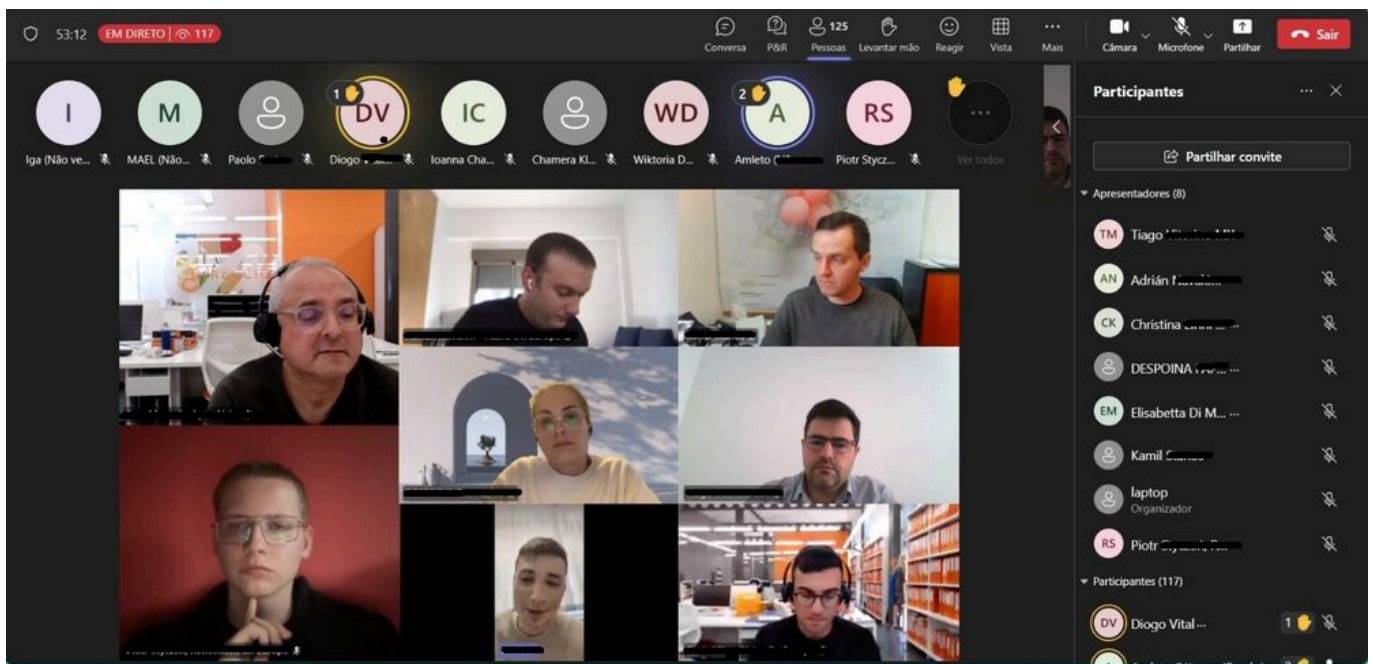 53:12 EM DIRETO 117
Conversa P&R 125 Pessoas Levantar mão Reagir Vista Mais Câmara Microfone Partilhar Sair
I M 1 DV IC WD 2 A RS
Iga (Não ve... MAEL (Não... Paolo Diogo Ioanna Cha... Chamera Kl... Wiktoria D... Amleto Piotr Stycz... Ver todos
Participantes
Partilhar convite
Apresentadores (8)
TM Tiago
AN Adrián
CK Christina
DESPOINA
EM Elisabetta Di M...
Kamil
laptop
Organizador
RS Piotr
Participantes (117)
DV Diogo Vital... 1